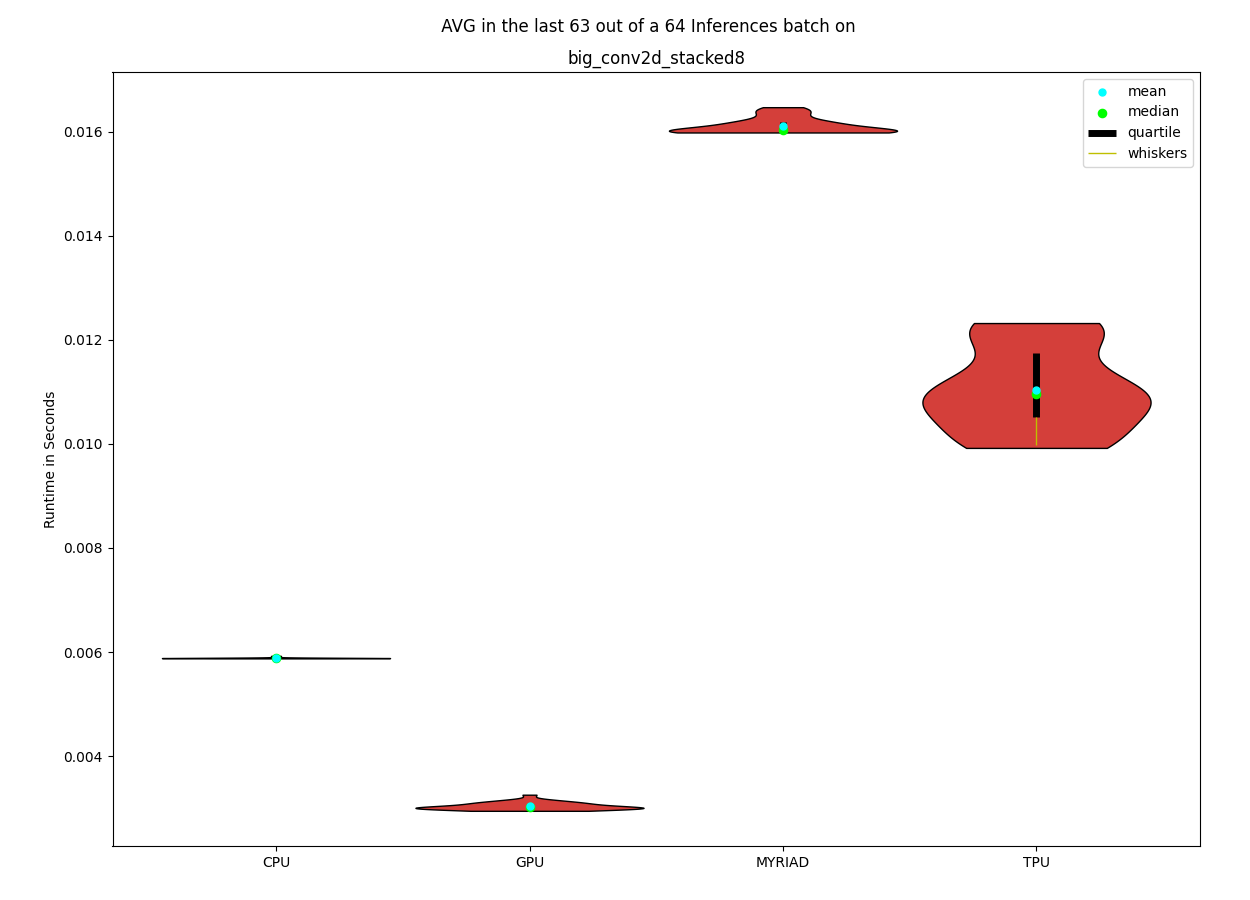 AVG in the last 63 out of a 64 Inferences batch on
big_conv2d_stacked8
mean
median
quartile
whiskers
0.016
0.014
0.012
0.010
0.008
0.006
0.004
Runtime in Seconds
CPU GPU MYRIAD TPU